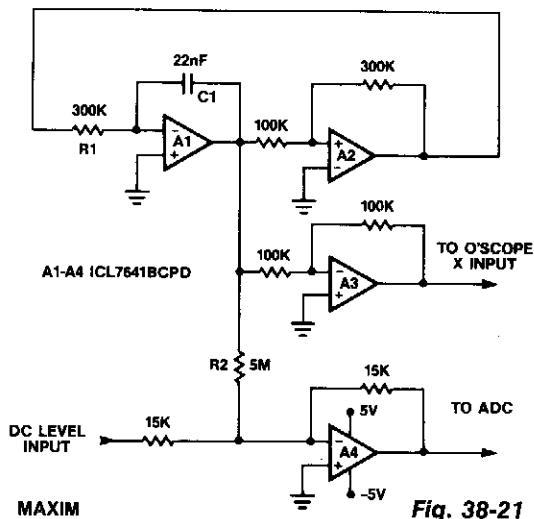 22nF
C1
300K
R1
−
+
A1
100K
300K
+
−
A2
100K
100K
−
+
A3
TO O'SCOPE
X INPUT
A1-A4 ICL7641BCPD
R2
5M
15K
DC LEVEL
INPUT
15K
5V
−
+
A4
-5V
TO ADC
MAXIM
Fig. 38-21